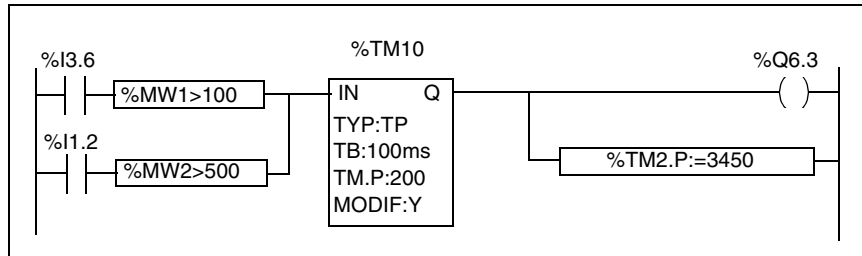 %TM10
%I3.6
%Q6.3
%MW1>100
IN Q
TYP:TP
TB:100ms
TM.P:200
MODIF:Y
%I1.2
%MW2>500
%TM2.P:=3450